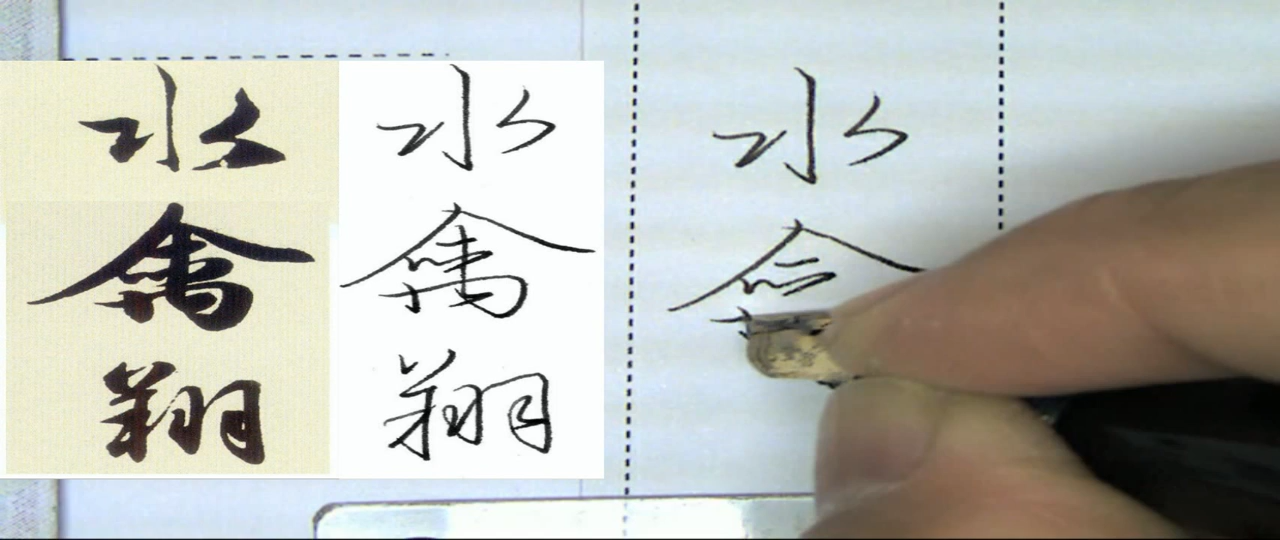 水 水 水
禽 禽
翔 翔